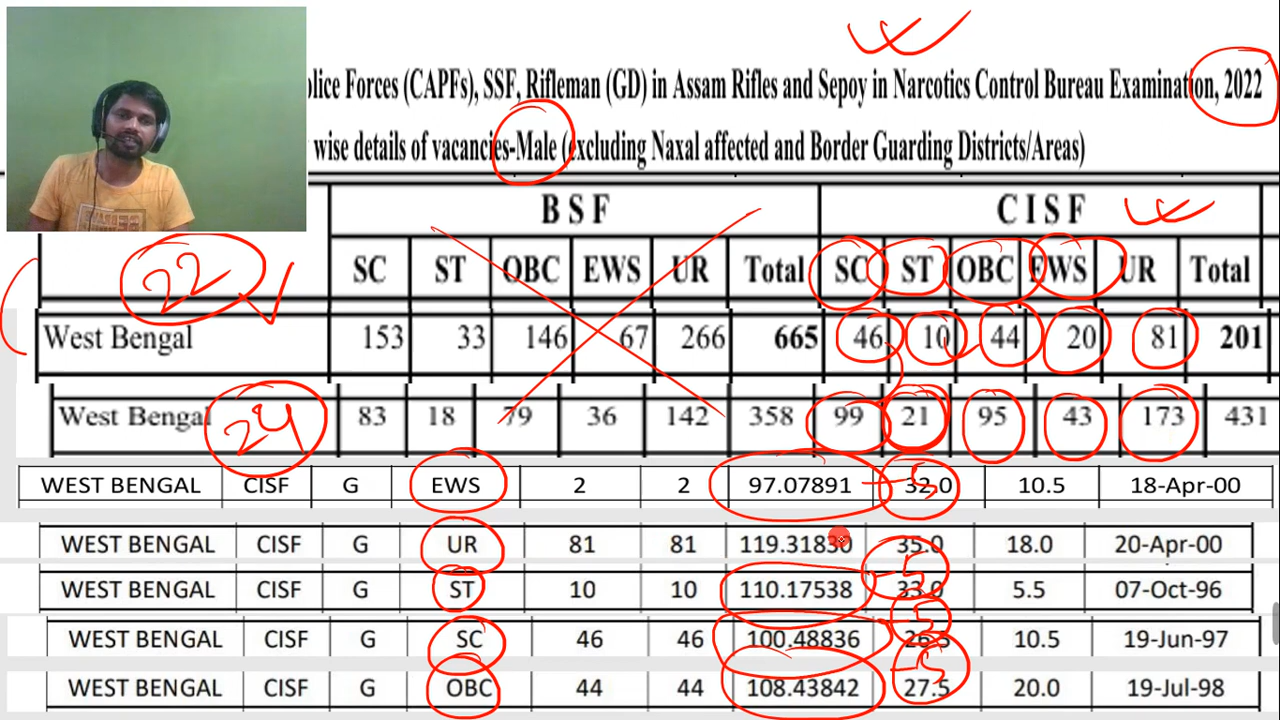 olice Forces (CAPFs), SSF, Rifleman (GD) in Assam Rifles and Sepoy in Narcotics Control Bureau Examination, 2022
wise details of vacancies-Male (excluding Naxal affected and Border Guarding Districts/Areas)
BSF CISF
SC ST OBC EWS UR Total SC ST OBC EWS UR Total
22
West Bengal 153 33 146 67 266 665 46 10 44 20 81 201
West Bengal 83 18 79 36 142 358 99 21 95 43 173 431
24
WEST BENGAL CISF G EWS 2 2 97.07891 32.0 10.5 18-Apr-00
-5
WEST BENGAL CISF G UR 81 81 119.31830 35.0 18.0 20-Apr-00
-5
WEST BENGAL CISF G ST 10 10 110.17538 33.0 5.5 07-Oct-96
-5
WEST BENGAL CISF G SC 46 46 100.48836 26.5 10.5 19-Jun-97
-5
WEST BENGAL CISF G OBC 44 44 108.43842 27.5 20.0 19-Jul-98